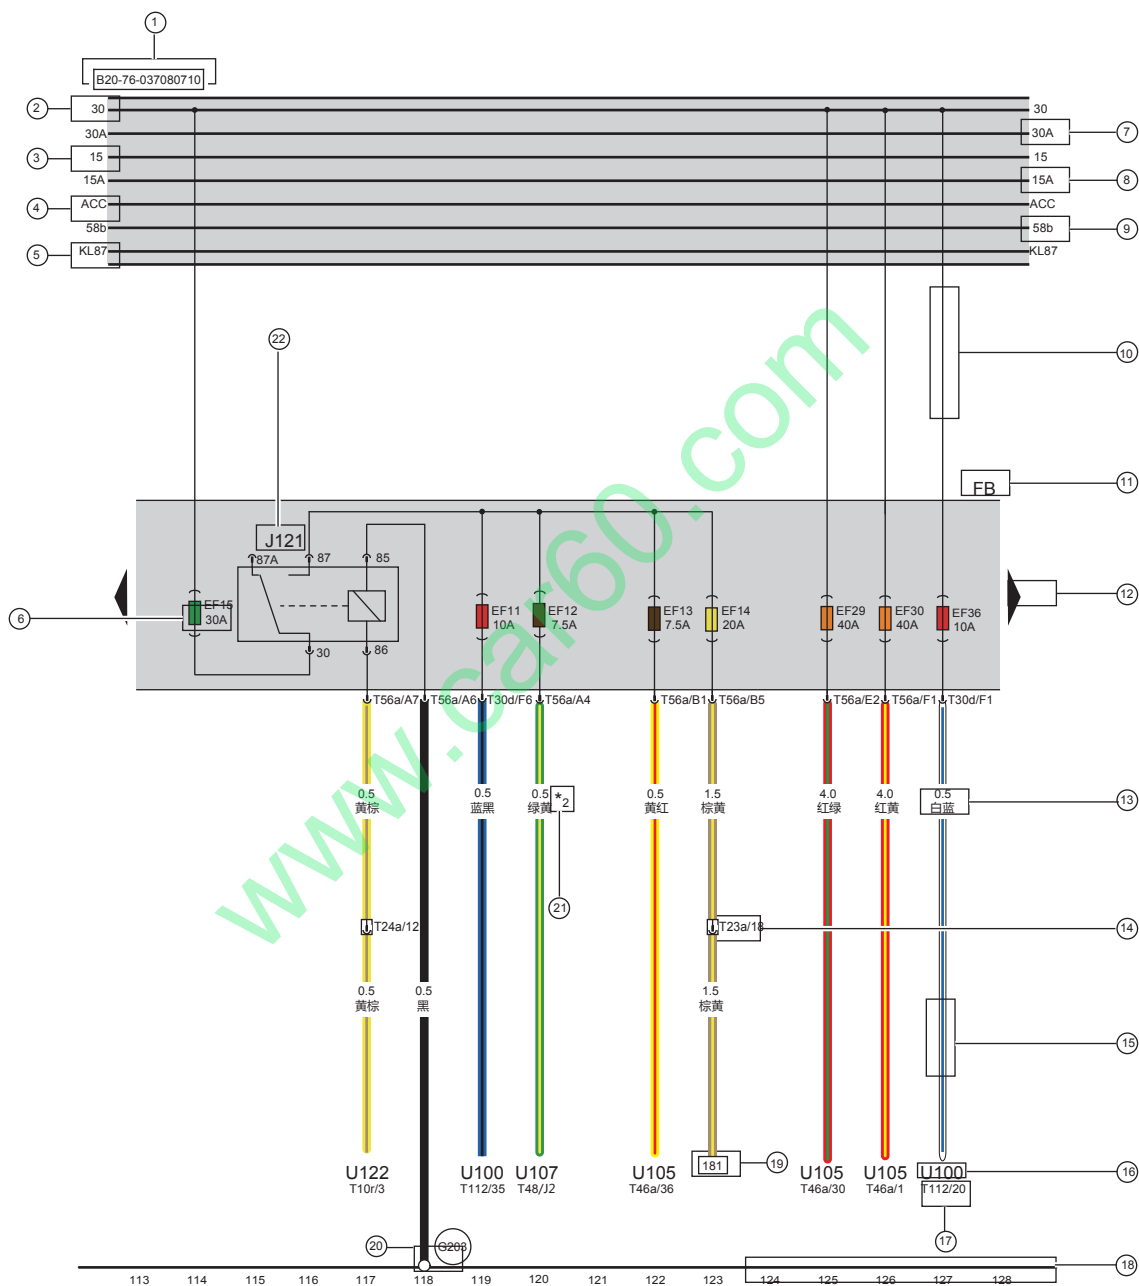 1
B20-76-037080710
2 30 30
30A 30A 7
3 15 15
15A 15A 8
4 ACC ACC
58b 58b 9
5 KL87 KL87
22
10
FB 11
J121
87A 87 85
12
6 EF15 30A
EF11 10A
EF12 7.5A
EF13 7.5A
EF14 20A
EF29 40A
EF30 40A
EF36 10A
30 86
T56a/A7 T56a/A6 T30d/F6 T56a/A4 T56a/B1 T56a/B5 T56a/E2 T56a/F1 T30d/F1
0.5 0.5 0.5 *2 0.5 1.5 4.0 4.0 0.5 13
黄棕 蓝黑 绿黄 黄红 棕黄 红绿 红黄 白蓝
21
T24a/12 T23a/18 14
0.5 0.5 1.5
黄棕 黑 棕黄
15
181 19
U122 U100 U107 U105 U105 U105 U100 16
T10r/3 T112/35 T48/J2 T46a/36 T46a/30 T46a/1 T112/20
17
20 G203
18
113 114 115 116 117 118 119 120 121 122 123 124 125 126 127 128
www.car60.com